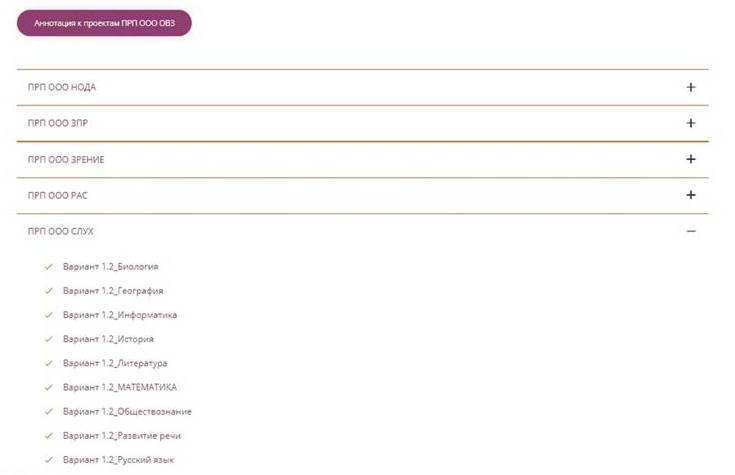 Аннотация к проектам ПРП ООО ОВЗ
ПРП ООО НОДА
ПРП ООО ЗПР
ПРП ООО ЗРЕНИЕ
ПРП ООО РАС
ПРП ООО СЛУХ
Вариант 1.2_Биология
Вариант 1.2_География
Вариант 1.2_Информатика
Вариант 1.2_История
Вариант 1.2_Литература
Вариант 1.2_МАТЕМАТИКА
Вариант 1.2_Обществознание
Вариант 1.2_Развитие речи
Вариант 1.2_Русский язык